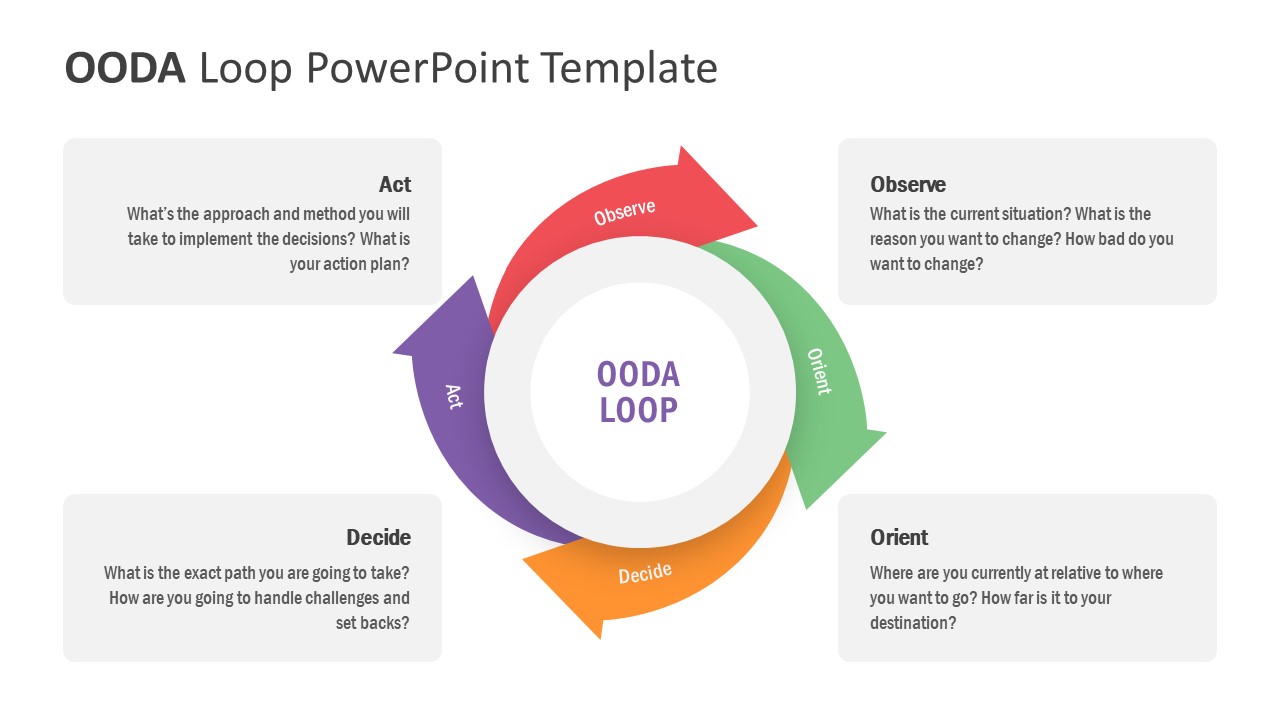 OODA Loop PowerPoint Template
Act
What’s the approach and method you will
take to implement the decisions? What is
your action plan?
Observe
What is the current situation? What is the
reason you want to change? How bad do you
want to change?
Observe
Orient
Act
Decide
OODA
LOOP
Decide
What is the exact path you are going to take?
How are you going to handle challenges and
set backs?
Orient
Where are you currently at relative to where
you want to go? How far is it to your
destination?